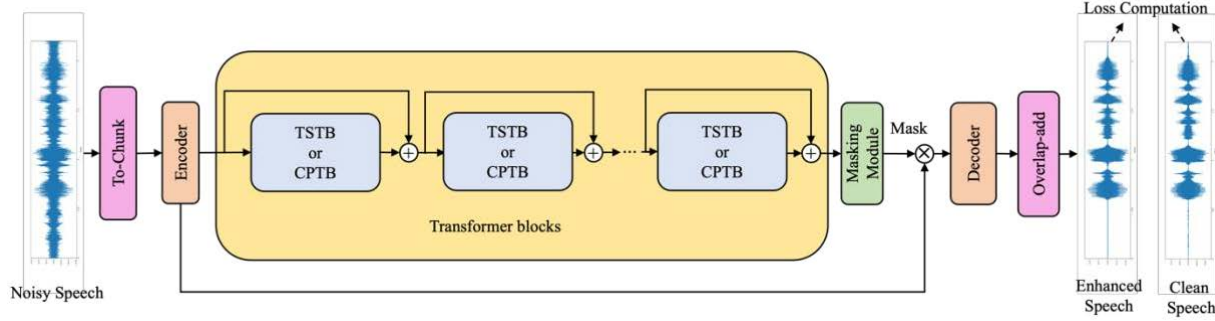 Loss Computation
Noisy Speech
To-Chunk
Encoder
TSTB
or
CPTB
TSTB
or
CPTB
...
TSTB
or
CPTB
Transformer blocks
Masking
Module
Mask
Decoder
Overlap-add
Enhanced
Speech
Clean
Speech